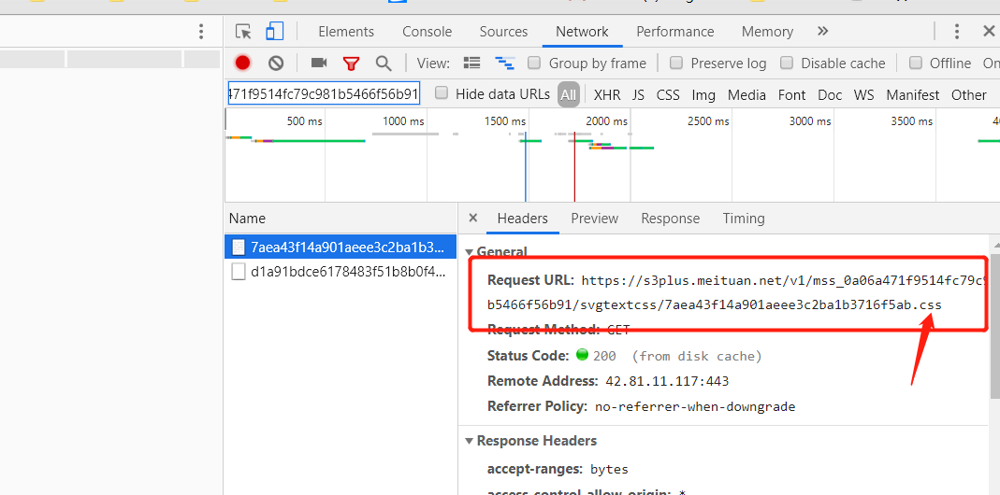 Elements Console Sources Network Performance Memory »
View: Group by frame Preserve log Disable cache Offline
471f9514fc79c981b5466f56b91 Hide data URLs All XHR JS CSS Img Media Font Doc WS Manifest Other
500 ms 1000 ms 1500 ms 2000 ms 2500 ms 3000 ms 3500 ms
Name
7aea43f14a901aeee3c2ba1b3...
d1a91bdce6178483f51b8b0f4...
× Headers Preview Response Timing
General
Request URL: https://s3plus.meituan.net/v1/mss_0a06a471f9514fc79c9
b5466f56b91/svgtextcss/7aea43f14a901aeee3c2ba1b3716f5ab.css
Request Method: GET
Status Code: 200 (from disk cache)
Remote Address: 42.81.11.117:443
Referrer Policy: no-referrer-when-downgrade
Response Headers
accept-ranges: bytes
access-control-allow-origin: *